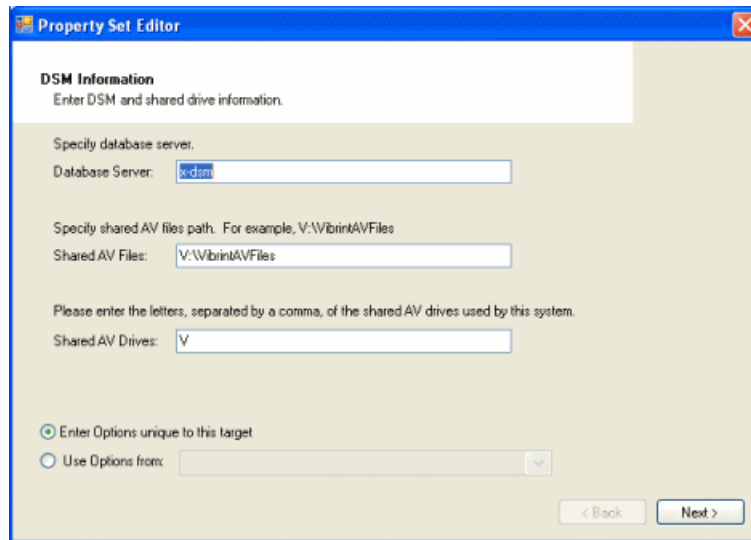 Property Set Editor
DSM Information
Enter DSM and shared drive information.
Specify database server.
Database Server: x-dsm
Specify shared AV files path. For example, V:\VibrintAVFiles
Shared AV Files: V:\VibrintAVFiles
Please enter the letters, separated by a comma, of the shared AV drives used by this system.
Shared AV Drives: V
Enter Options unique to this target
Use Options from:
< Back Next >